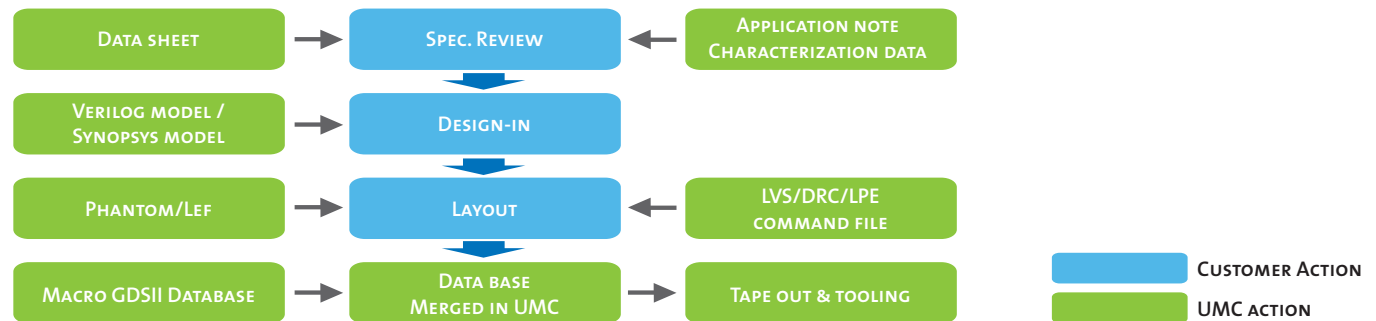 Data sheet
Spec. Review
Application note
Characterization data
Verilog model /
Synopsys model
Design-in
Phantom/Lef
Layout
LVS/DRC/LPE
command file
Macro GDSII Database
Data base
Merged in UMC
Tape out & tooling
Customer Action
UMC action